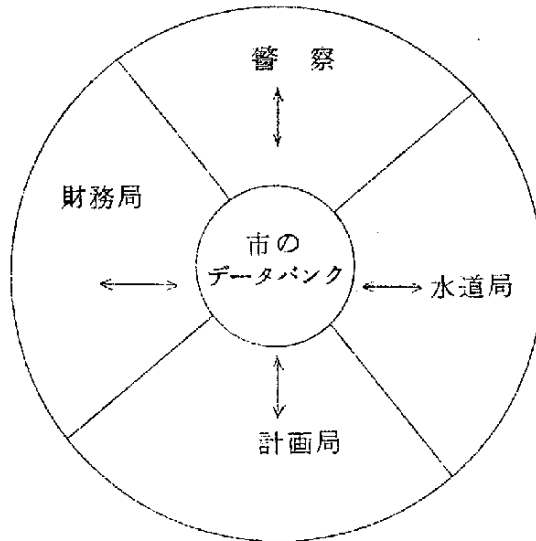 警察
財務局
市の
データバンク
水道局
計画局